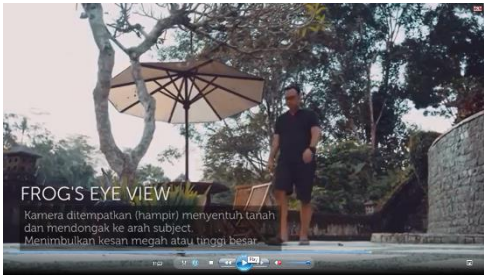 FROG'S EYE VIEW
Kamera ditempatkan (hampir) menyentuh tanah
dan mendongak ke arah subject.
Menimbulkan kesan megah atau tinggi besar